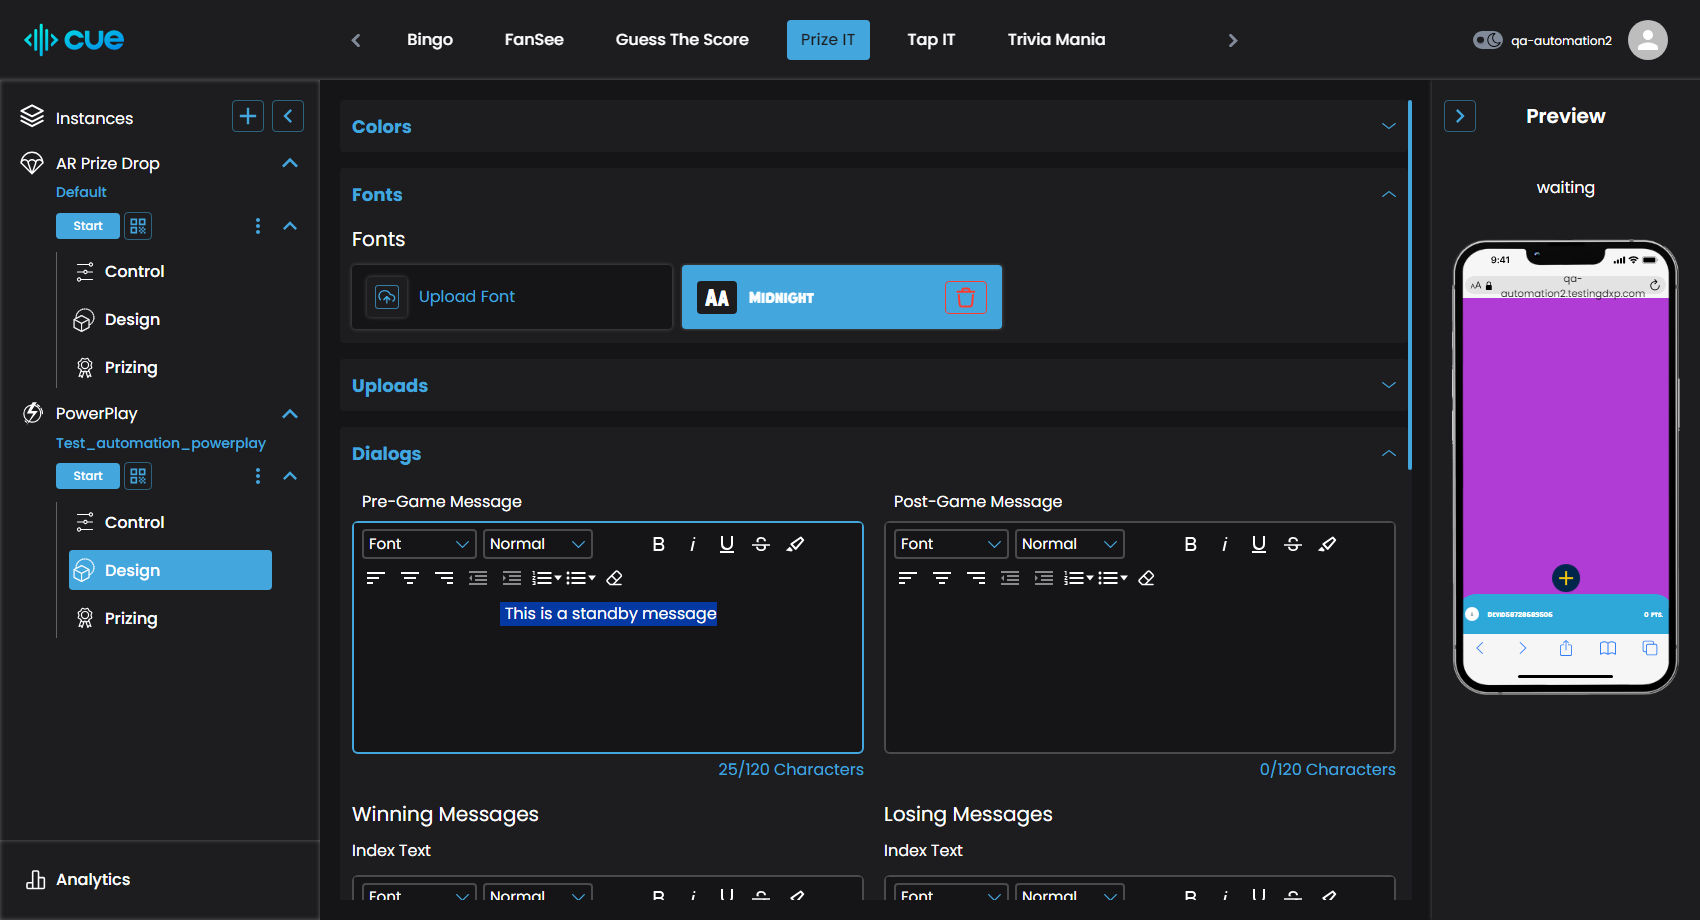 cue
Bingo
FanSee
Guess The Score
Prize IT
Tap IT
Trivia Mania
qa-automation2
Instances
AR Prize Drop
Default
Start
Control
Design
Prizing
PowerPlay
Test_automation_powerplay
Start
Control
Design
Prizing
Analytics
Colors
Fonts
Fonts
Upload Font
AA MIDNIGHT
Uploads
Dialogs
Pre-Game Message
Font
Normal
B i U S
This is a standby message
25/120 Characters
Post-Game Message
Font
Normal
B i U S
0/120 Characters
Winning Messages
Index Text
Font
Normal
B i U S
Losing Messages
Index Text
Font
Normal
B i U S
Preview
waiting
9:41
AA
qa-
automation2.testingdxp.com
0 PTS.